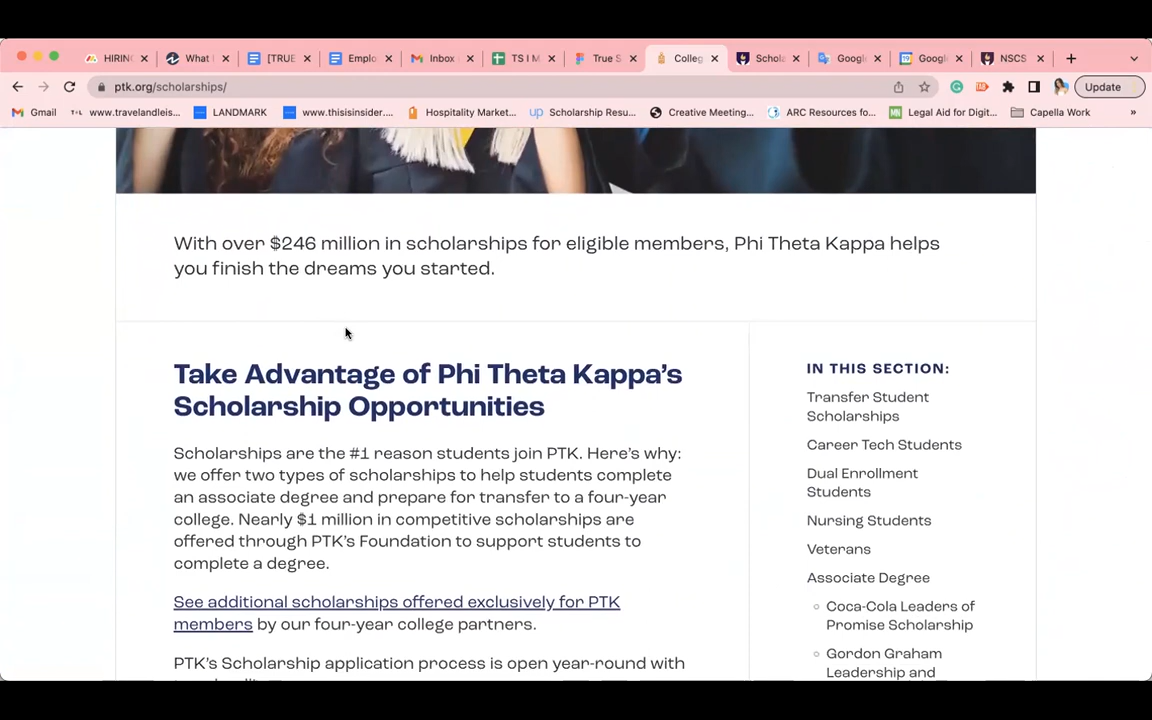 HIRING
What I
[TRUE
Emplo
Inbox
TS I M
True S
Colleg
Schola
Google
Google
NSCS
ptk.org/scholarships/
Update
Gmail
www.travelandleis...
LANDMARK
www.thisisinsider....
Hospitality Market...
up Scholarship Resu...
Creative Meeting...
ARC Resources fo...
Legal Aid for Digit...
Capella Work
»
With over $246 million in scholarships for eligible members, Phi Theta Kappa helps
you finish the dreams you started.
Take Advantage of Phi Theta Kappa's
Scholarship Opportunities
Scholarships are the #1 reason students join PTK. Here's why:
we offer two types of scholarships to help students complete
an associate degree and prepare for transfer to a four-year
college. Nearly $1 million in competitive scholarships are
offered through PTK's Foundation to support students to
complete a degree.
See additional scholarships offered exclusively for PTK
members by our four-year college partners.
PTK's Scholarship application process is open year-round with
IN THIS SECTION:
Transfer Student
Scholarships
Career Tech Students
Dual Enrollment
Students
Nursing Students
Veterans
Associate Degree
Coca-Cola Leaders of
Promise Scholarship
Gordon Graham
Leadership and